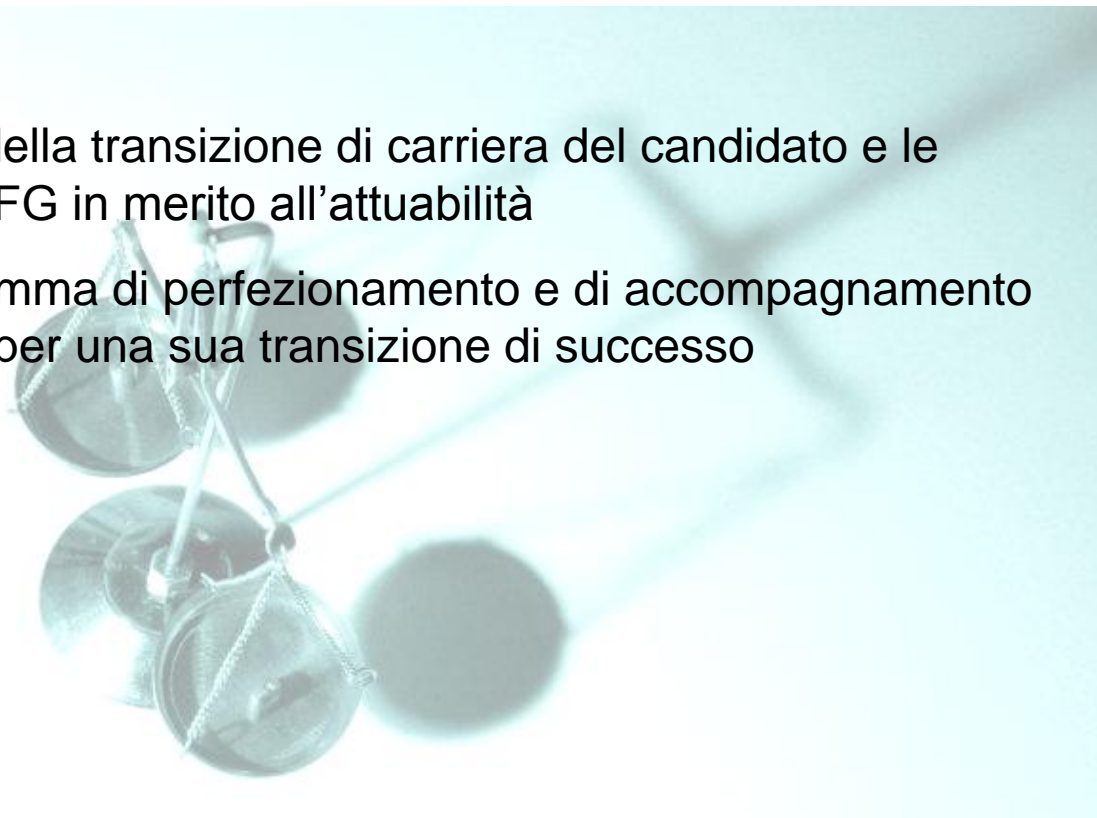 ella transizione di carriera del candidato e le
FG in merito all’attuabilità
mma di perfezionamento e di accompagnamento
per una sua transizione di successo